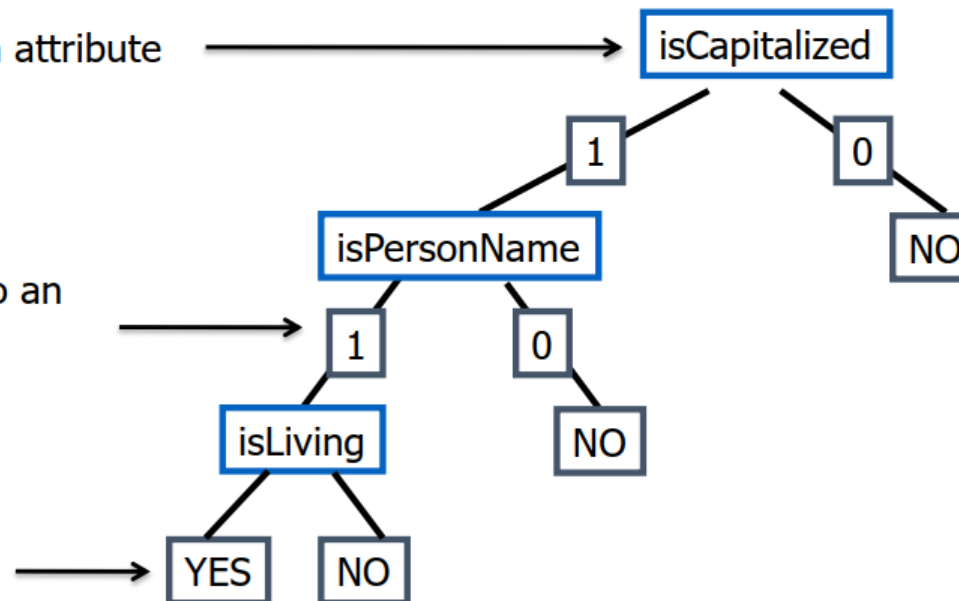 attribute
isCapitalized
1
0
isPersonName
NO
an
1
0
isLiving
NO
YES
NO